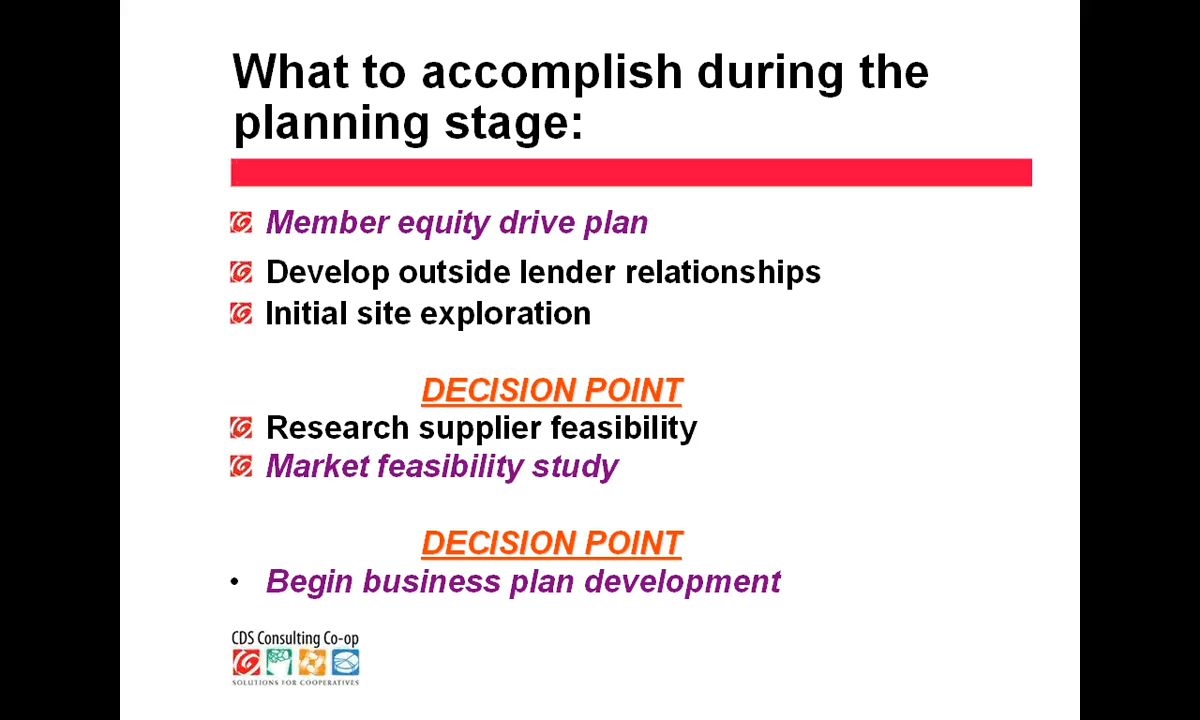 What to accomplish during the
planning stage:
Member equity drive plan
Develop outside lender relationships
Initial site exploration
DECISION POINT
Research supplier feasibility
Market feasibility study
DECISION POINT
• Begin business plan development
CDS Consulting Co-op
SOLUTIONS FOR COOPERATIVES